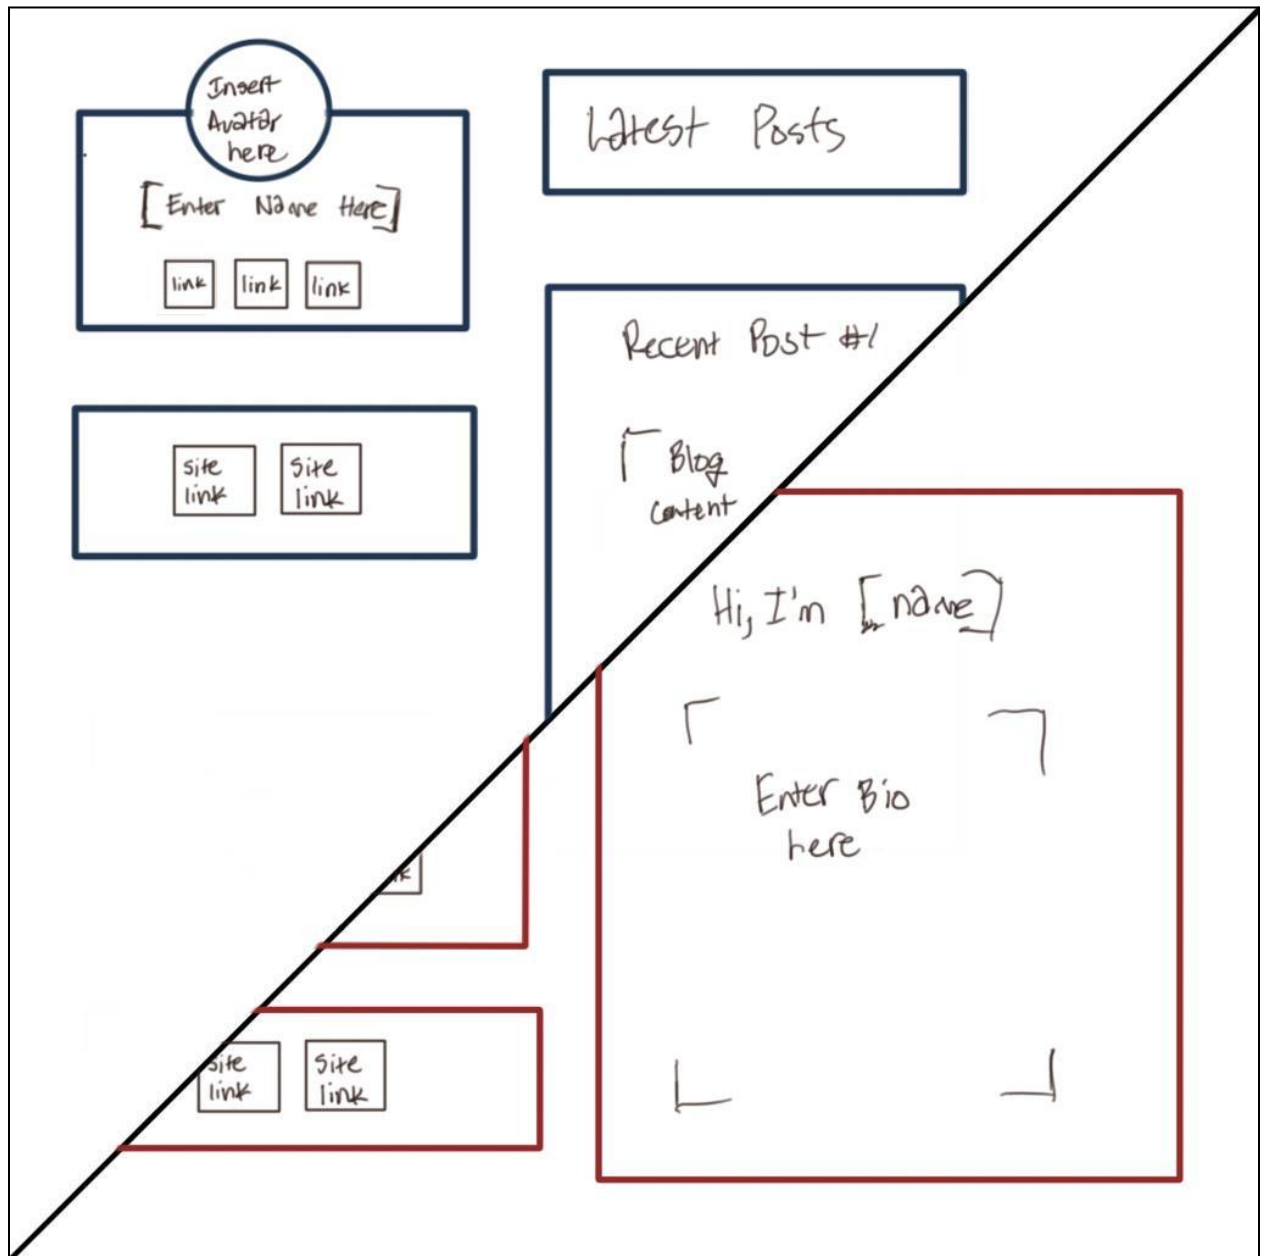 Insert
Avatar
here
[Enter Name Here]
link link link
site site
link link
Latest Posts
Recent Post #1
Blog
content
Hi, I'm [name]
Enter Bio
here
site site
link link